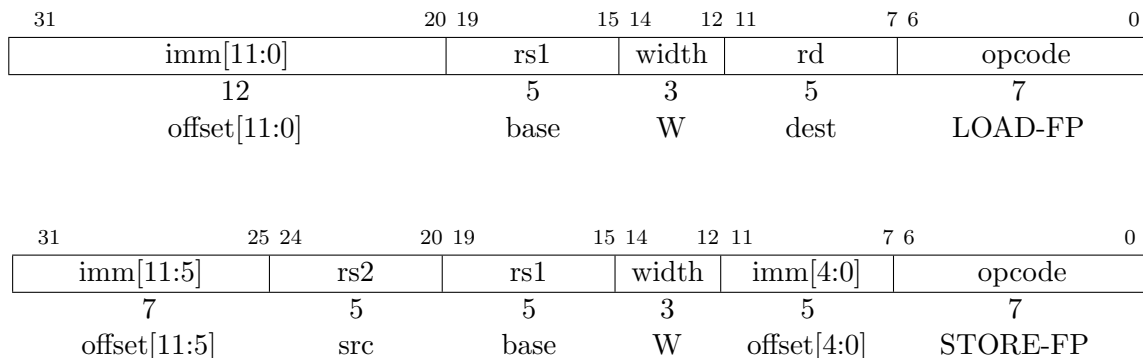 31 20 19 15 14 12 11 7 6 0
imm[11:0] rs1 width rd opcode
12 5 3 5 7
offset[11:0] base W dest LOAD-FP
31 25 24 20 19 15 14 12 11 7 6 0
imm[11:5] rs2 rs1 width imm[4:0] opcode
7 5 5 3 5 7
offset[11:5] src base W offset[4:0] STORE-FP